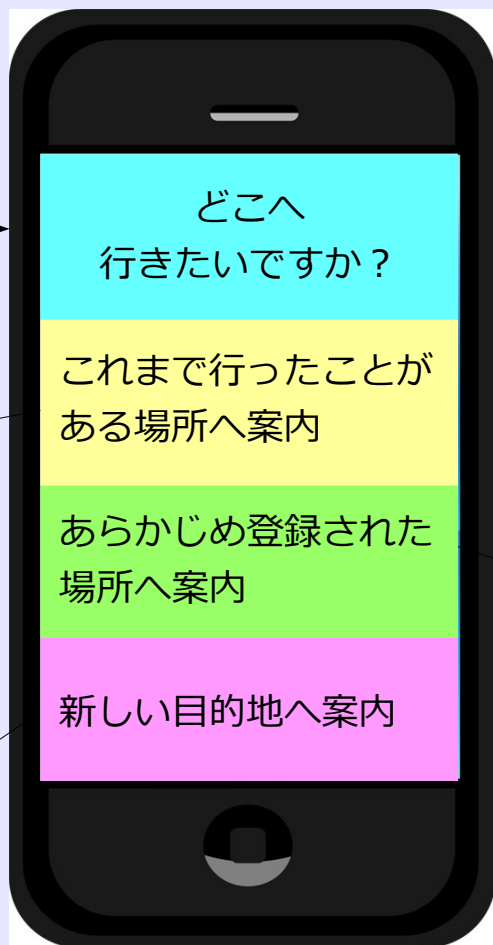 どこへ
行きたいですか？
これまで行ったことが
ある場所へ案内
あらかじめ登録された
場所へ案内
新しい目的地へ案内